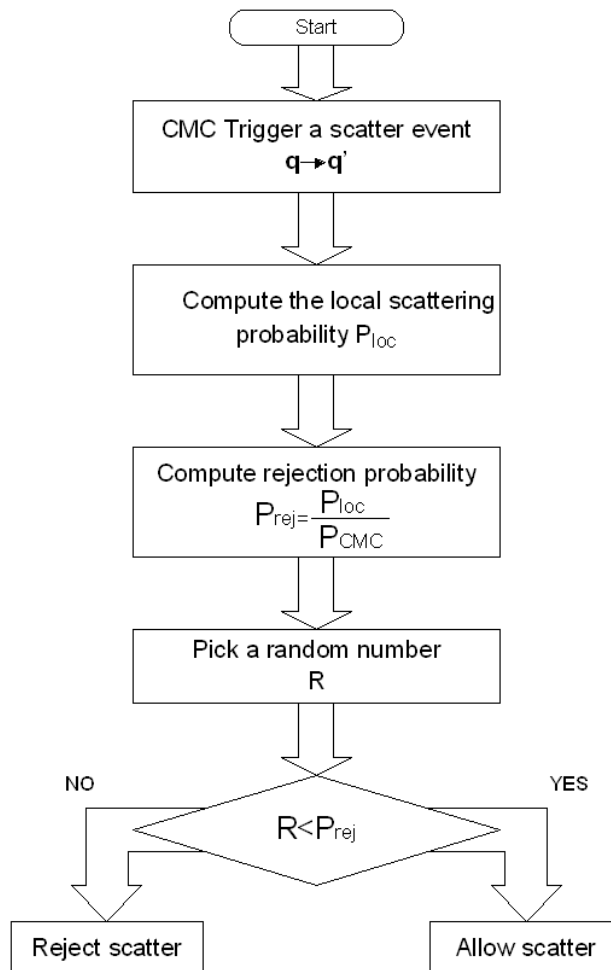 Start
CMC Trigger a scatter event
q→q'
Compute the local scattering
probability Ploc
Compute rejection probability
Prej=Ploc/PCMC
Pick a random number
R
NO
YES
R<Prej
Reject scatter
Allow scatter